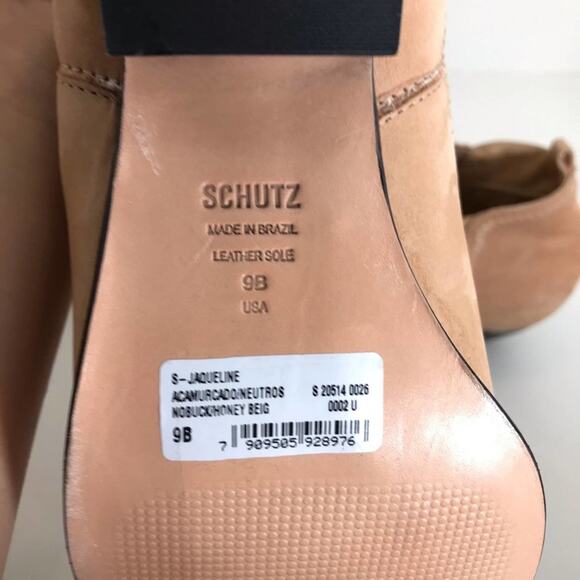 SCHUTZ
MADE IN BRAZIL
LEATHER SOLE
9B
USA
S-JAQUELINE
ACAMURCADO/NEUTROS S 20514 0026
NOBUCK/HONEY BEIG 0002 U
9B
7 909505 928976